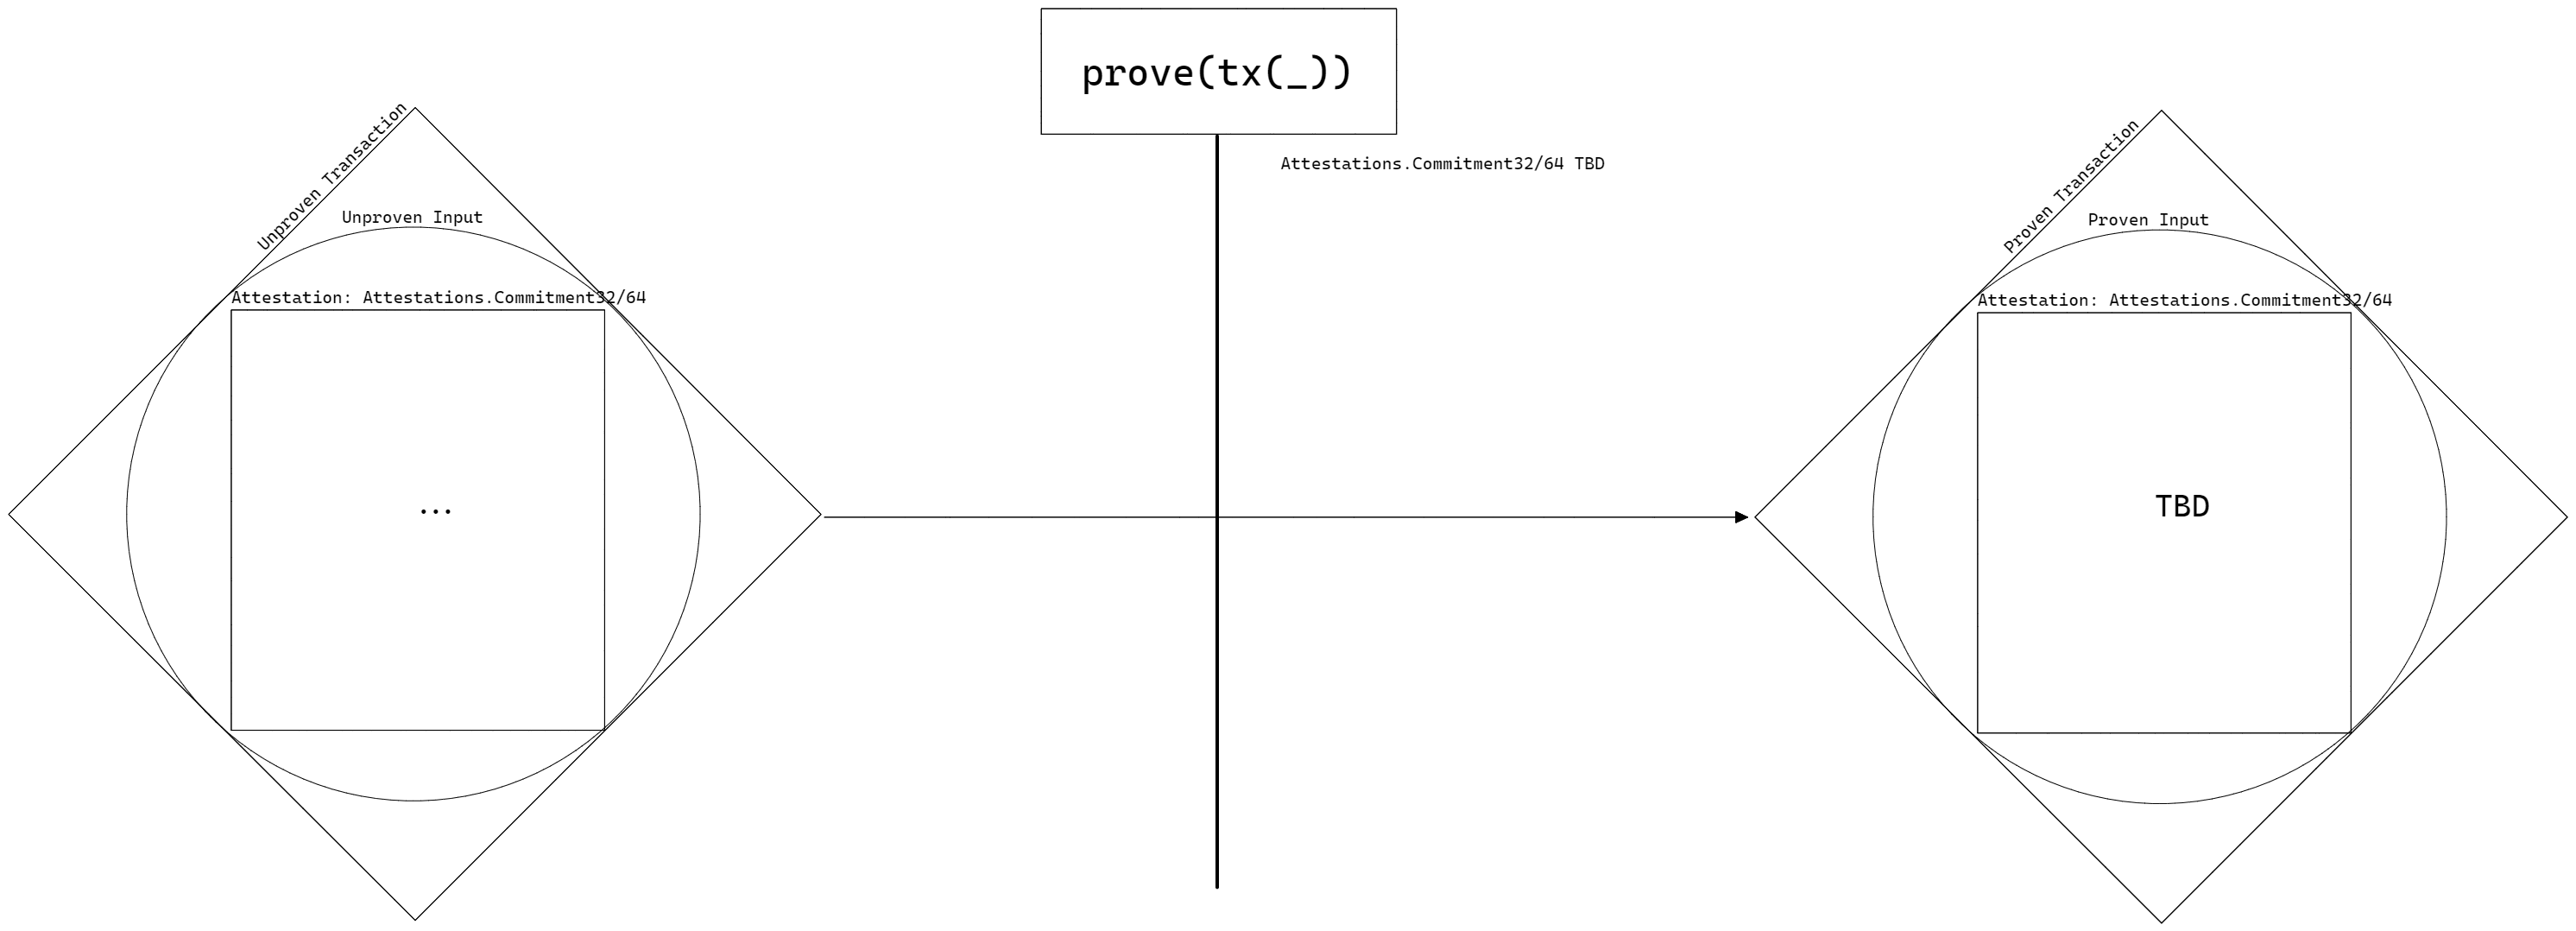 prove(tx(_))
Attestations.Commitment32/64 TBD
Unproven Transaction
Unproven Input
Attestation: Attestations.Commitment32/64
...
Proven Transaction
Proven Input
Attestation: Attestations.Commitment32/64
TBD